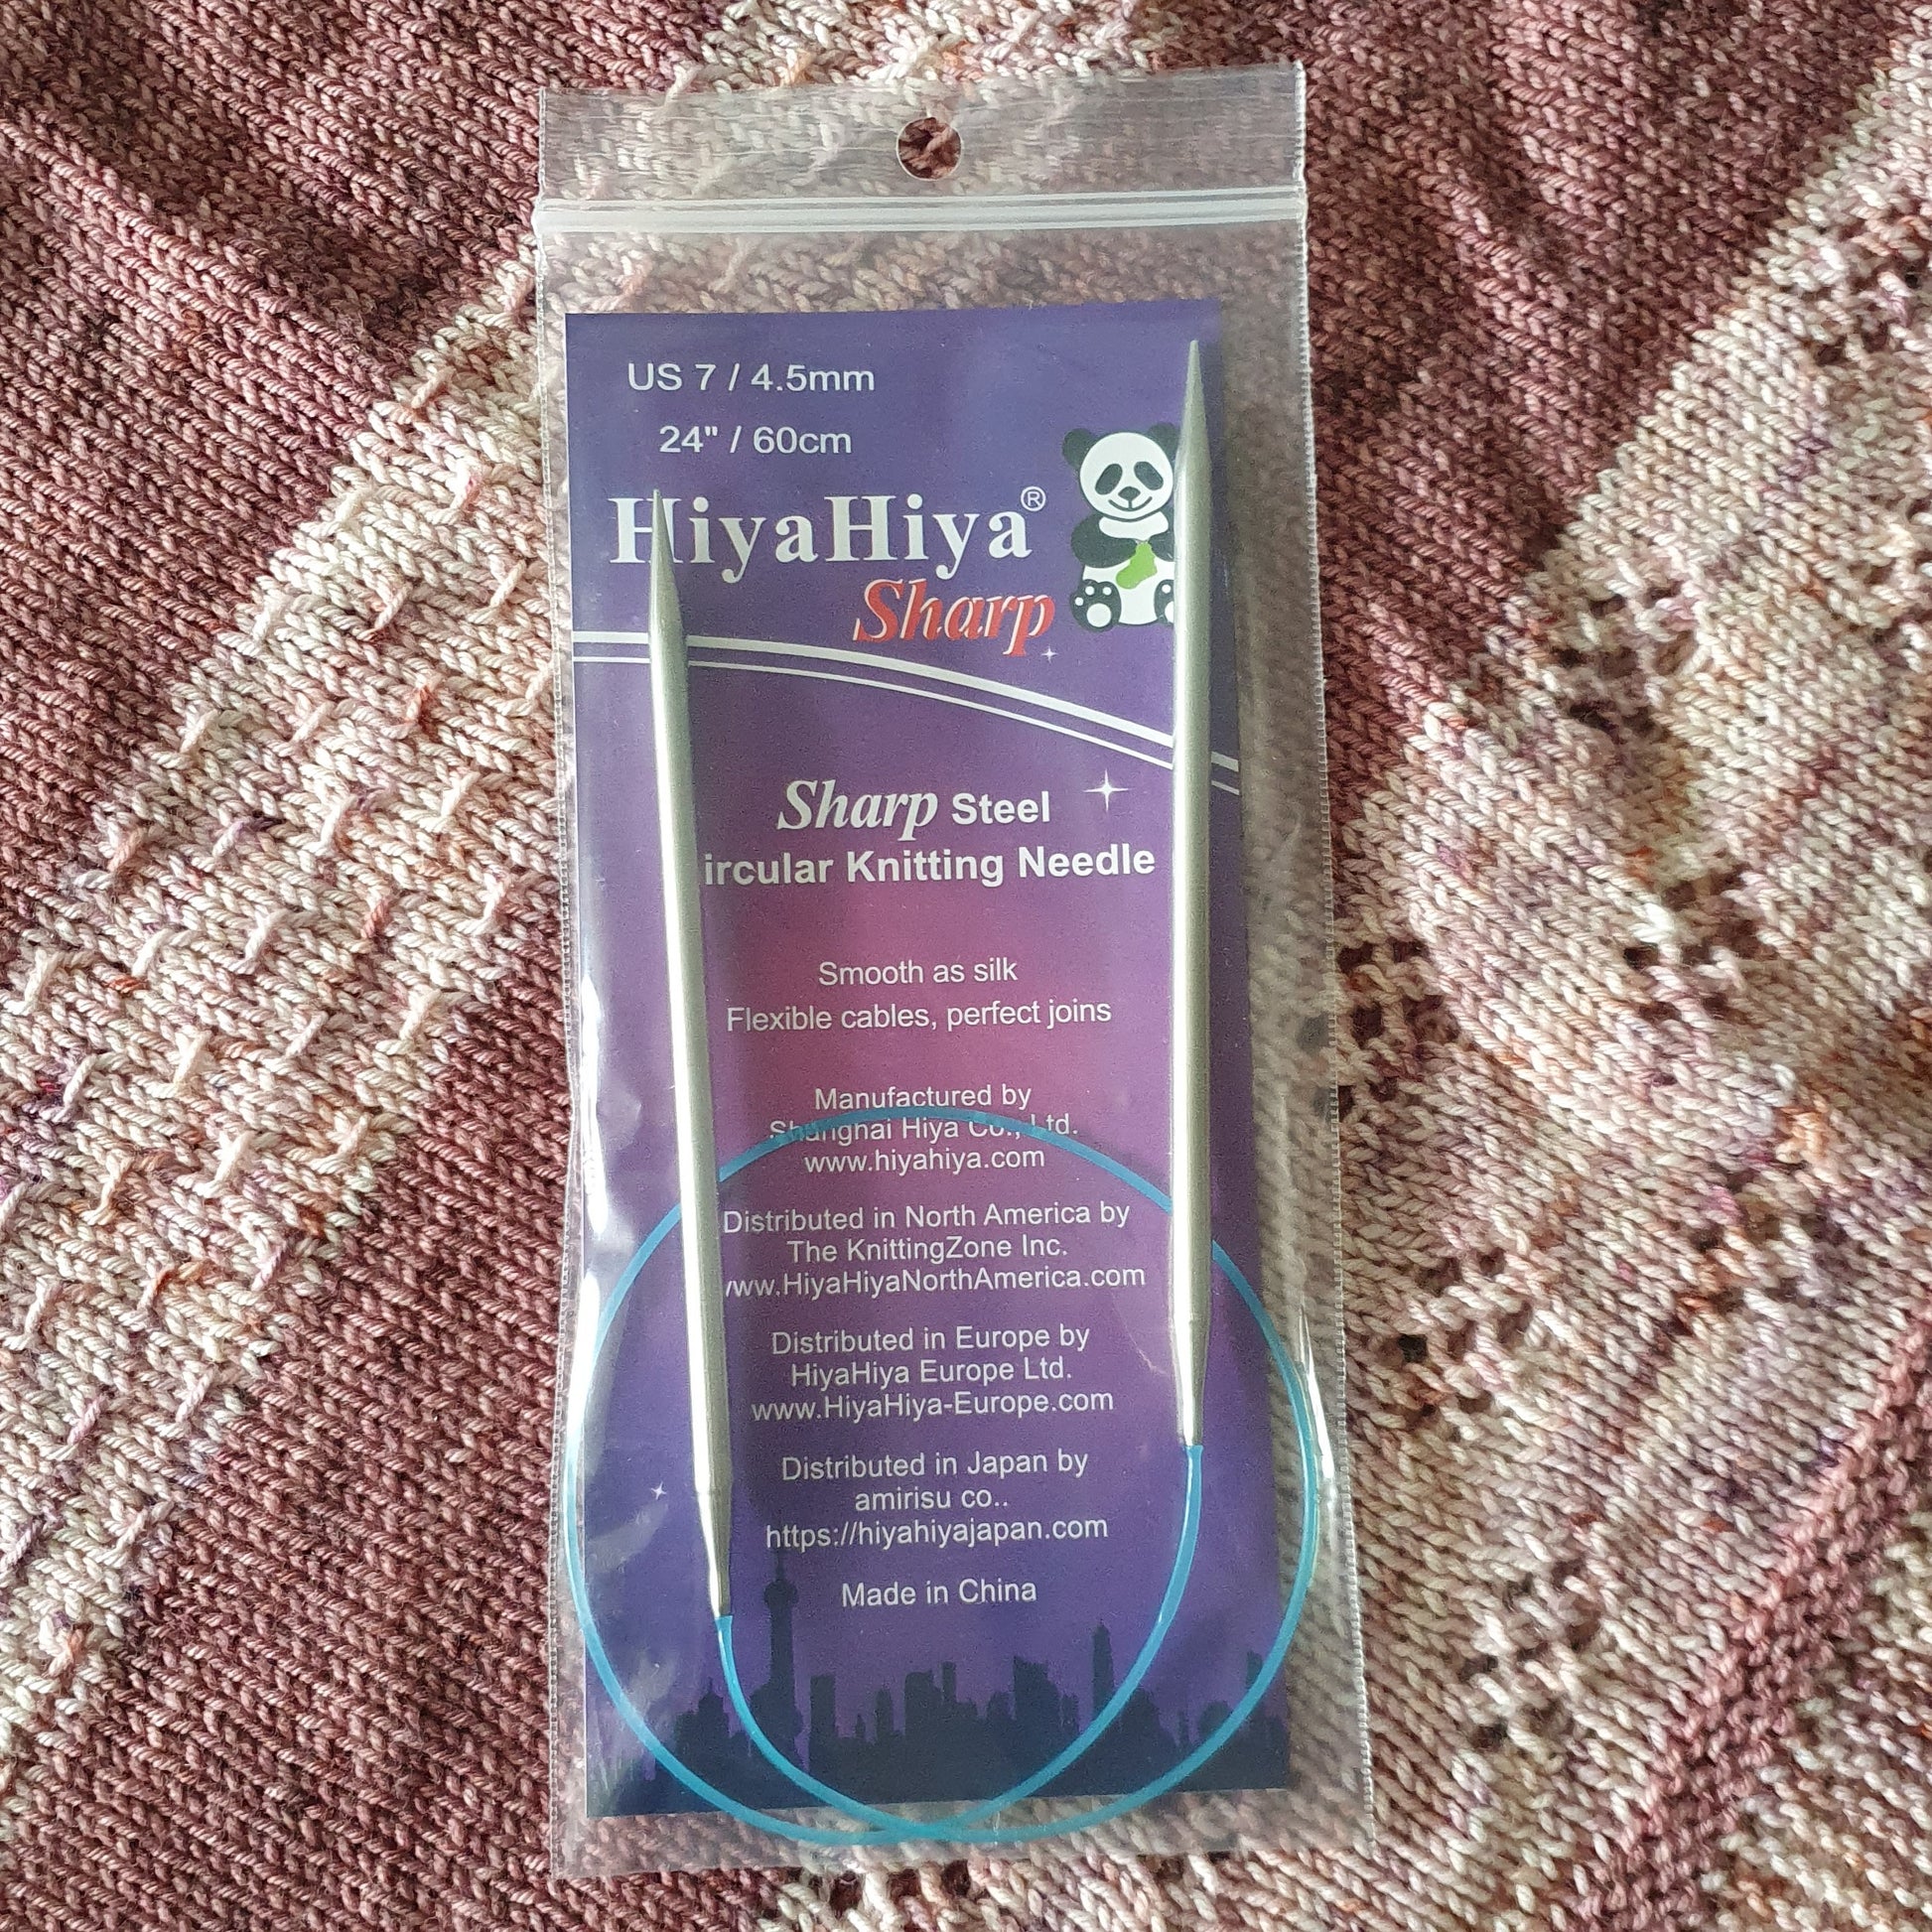 US 7 / 4.5mm
24" / 60cm
HiyaHiya®
Sharp
Sharp Steel
ircular Knitting Needle
Smooth as silk
Flexible cables, perfect joins
Manufactured by
Shanghai Hiya Co., Ltd.
www.hiyahiya.com
Distributed in North America by
The KnittingZone Inc.
www.HiyaHiyaNorthAmerica.com
Distributed in Europe by
HiyaHiya Europe Ltd.
www.HiyaHiya-Europe.com
Distributed in Japan by
amirisu co..
https://hiyahiyajapan.com
Made in China